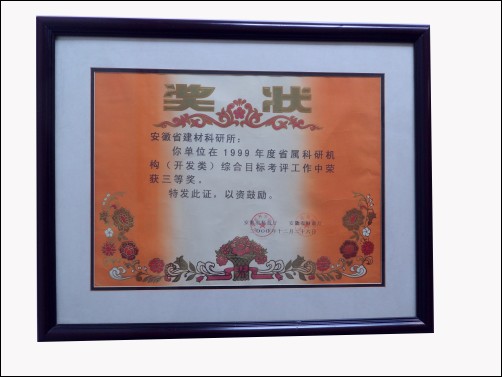 奖状
安徽省建材科研所：
你单位在1999年度省属科研机
构（开发类）综合目标考评工作中荣
获三等奖。
特发此证，以资鼓励。